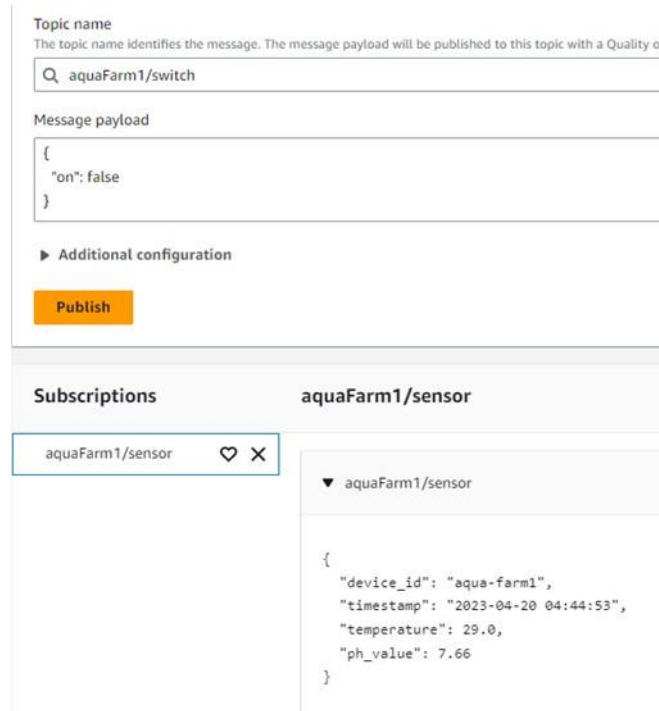 Topic name
The topic name identifies the message. The message payload will be published to this topic with a Quality o
aquaFarm1/switch
Message payload
{
"on": false
}
Additional configuration
Publish
Subscriptions
aquaFarm1/sensor
aquaFarm1/sensor
aquaFarm1/sensor
{
"device_id": "aqua-farm1",
"timestamp": "2023-04-20 04:44:53",
"temperature": 29.0,
"ph_value": 7.66
}